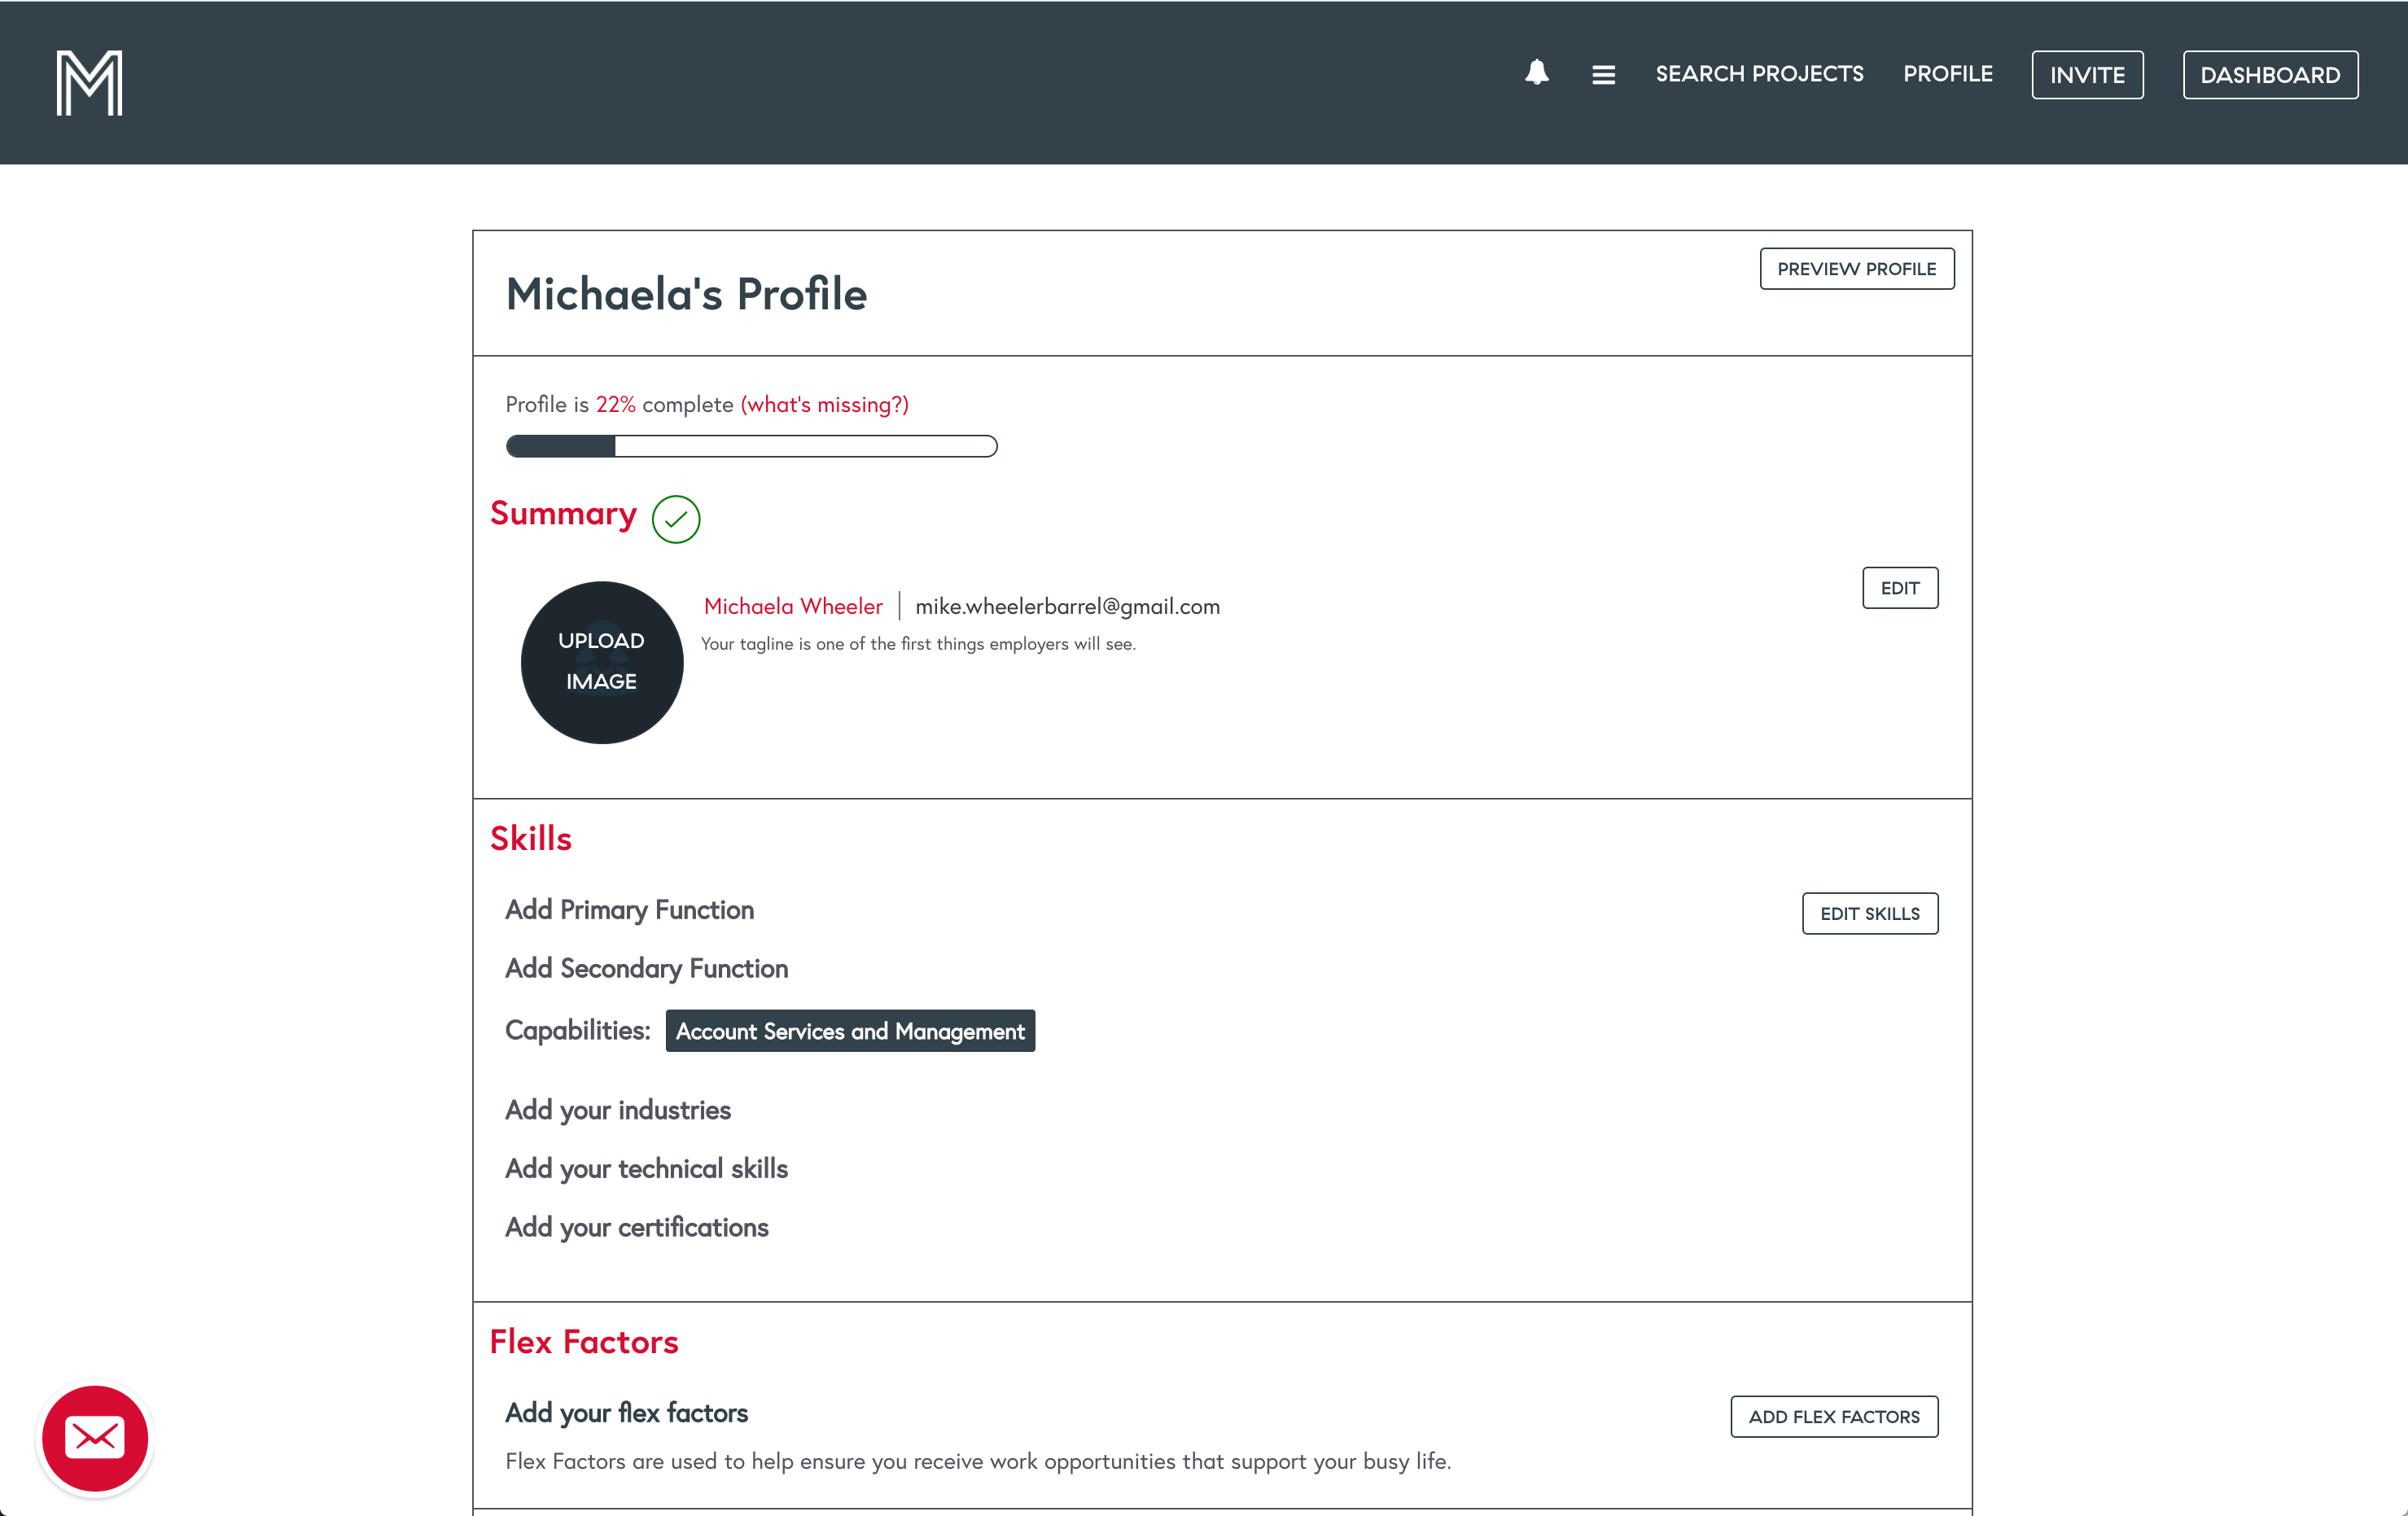 M
SEARCH PROJECTS PROFILE INVITE DASHBOARD
Michaela's Profile
PREVIEW PROFILE
Profile is 22% complete (what's missing?)
Summary
EDIT
UPLOAD
IMAGE
Michaela Wheeler | mike.wheelerbarrel@gmail.com
Your tagline is one of the first things employers will see.
Skills
Add Primary Function
EDIT SKILLS
Add Secondary Function
Capabilities: Account Services and Management
Add your industries
Add your technical skills
Add your certifications
Flex Factors
Add your flex factors
ADD FLEX FACTORS
Flex Factors are used to help ensure you receive work opportunities that support your busy life.